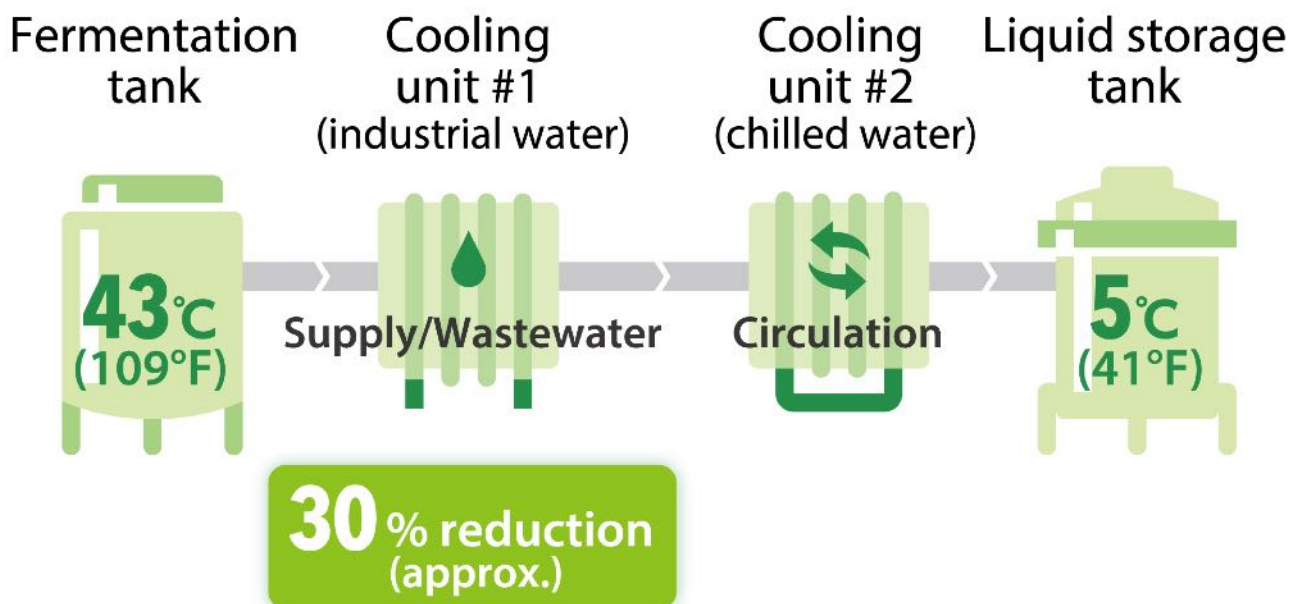 Fermentation
tank
Cooling
unit #1
(industrial water)
Cooling
unit #2
(chilled water)
Liquid storage
tank
43℃
(109°F)
Supply/Wastewater
Circulation
5℃
(41°F)
30% reduction
(approx.)